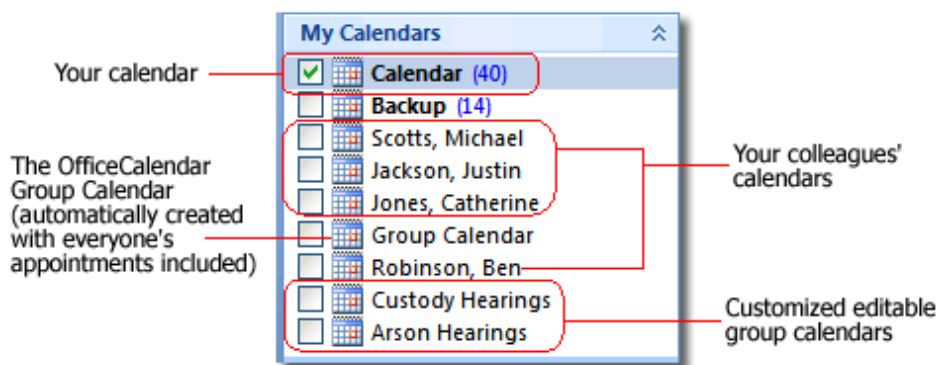 My Calendars
Your calendar
Calendar (40)
Backup (14)
Scotts, Michael
Jackson, Justin
Jones, Catherine
Group Calendar
Robinson, Ben
Custody Hearings
Arson Hearings
The OfficeCalendar
Group Calendar
(automatically created
with everyone's
appointments included)
Your colleagues'
calendars
Customized editable
group calendars